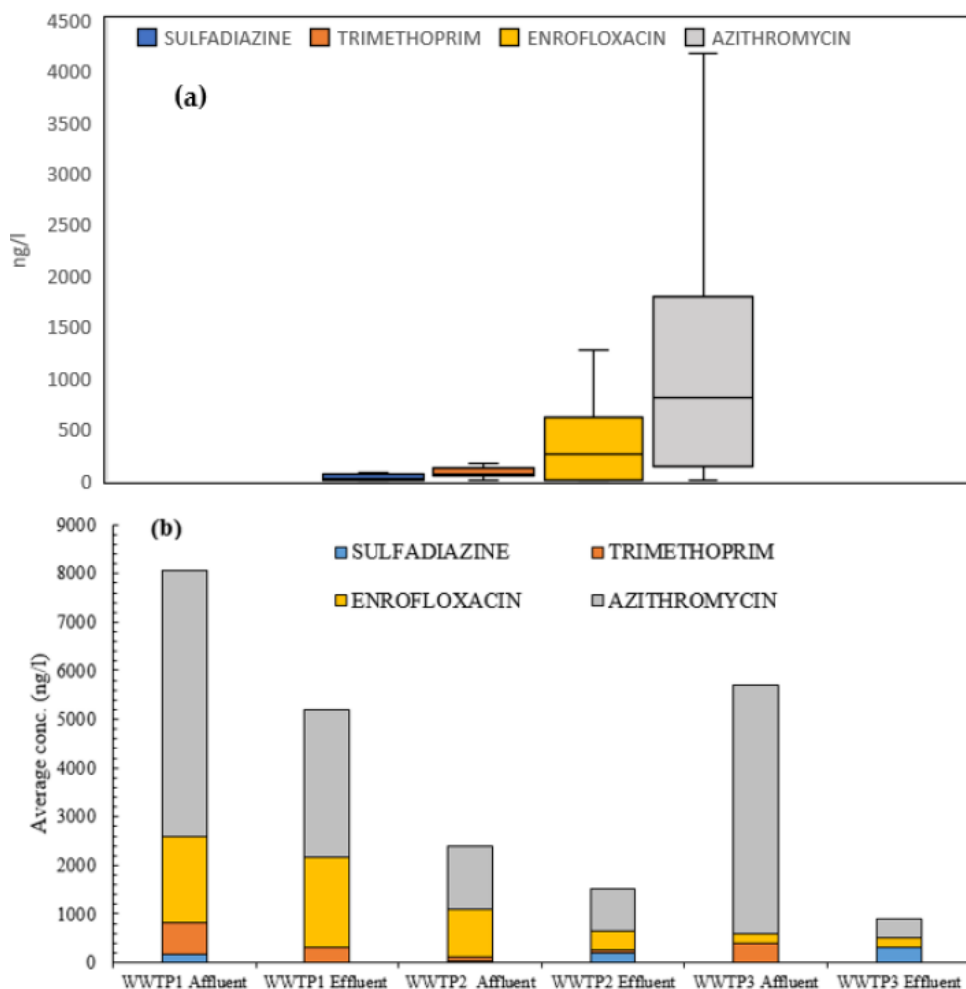 4500
SULFADIAZINE TRIMETHOPRIM ENROFLOXACIN AZITHROMYCIN
4000
(a)
3500
3000
2500
ng/l
2000
1500
1000
500
0
9000
(b)
SULFADIAZINE TRIMETHOPRIM
8000
ENROFLOXACIN AZITHROMYCIN
7000
6000
Average conc. (ng/l)
5000
4000
3000
2000
1000
0
WWTP1 Affluent WWTP1 Effluent WWTP2 Affluent WWTP2 Effluent WWTP3 Affluent WWTP3 Effluent